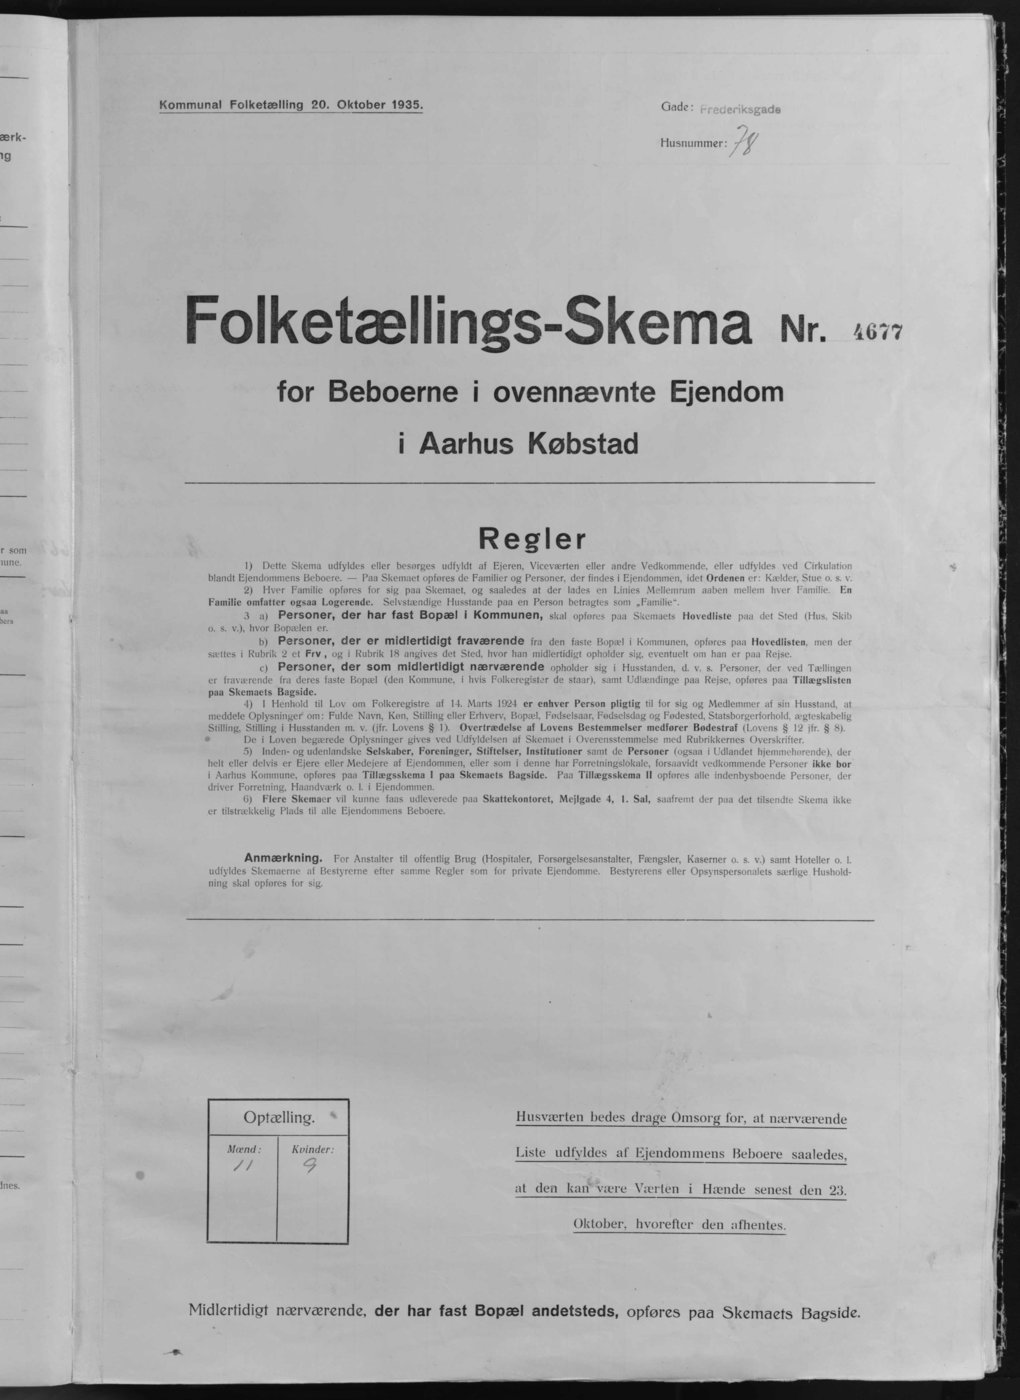 Kommunal Folketælling 20. Oktober 1935.
Gade: Frederiksgade
Husnummer: 78
Folketællings-Skema Nr. 4677
for Beboerne i ovennævnte Ejendom
i Aarhus Købstad
Regler
1) Dette Skema udfyldes eller besørges udfyldt af Ejeren, Viceværten eller andre Vedkommende, eller udfyldes ved Cirkulation
blandt Ejendommens Beboere. — Paa Skemaet opføres de Familier og Personer, der findes i Ejendommen, idet Ordenen er: Kælder, Stue o. s. v.
2) Hver Familie opføres for sig paa Skemaet, og saaledes at der lades en Linies Mellemrum aaben mellem hver Familie. En
Familie omfatter ogsaa Logerende. Selvstændige Husstande paa en Person betragtes som „Familie“.
3 a) Personer, der har fast Bopæl i Kommunen, skal opføres paa Skemaets Hovedliste paa det Sted (Hus, Skib
o. s. v.), hvor Bopælen er.
b) Personer, der er midlertidigt fraværende fra den faste Bopæl i Kommunen, opføres paa Hovedlisten, men der
sættes i Rubrik 2 et Frv, og i Rubrik 18 angives det Sted, hvor han midlertidigt opholder sig, eventuelt om han er paa Rejse.
c) Personer, der som midlertidigt nærværende opholder sig i Husstanden, d. v. s. Personer, der ved Tællingen
er fraværende fra deres faste Bopæl (den Kommune, i hvis Folkeregister de staar), samt Udlændinge paa Rejse, opføres paa Tillægslisten
paa Skemaets Bagside.
4) I Henhold til Lov om Folkeregistre af 14. Marts 1924 er enhver Person pligtig til for sig og Medlemmer af sin Husstand, at
meddele Oplysninger om: Fulde Navn, Køn, Stilling eller Erhverv, Bopæl, Fødselsaar, Fødselsdag og Fødested, Statsborgerforhold, ægteskabelig
Stilling, Stilling i Husstanden m. v. (jfr. Lovens § 1). Overtrædelse af Lovens Bestemmelser medfører Bødestraf (Lovens § 12 jfr. § 8).
De i Loven begærede Oplysninger gives ved Udfyldelsen af Skemaet i Overensstemmelse med Rubrikkernes Overskrifter.
5) Inden- og udenlandske Selskaber, Foreninger, Stiftelser, Institutioner samt de Personer (ogsaa i Udlandet hjemmehørende), der
helt eller delvis er Ejere eller Medejere af Ejendommen, eller som i denne har Forretningslokale, forsaavidt vedkommende Personer ikke bor
i Aarhus Kommune, opføres paa Tillægsskema I paa Skemaets Bagside. Paa Tillægsskema II opføres alle indenbysboende Personer, der
driver Forretning, Haandværk o. l. i Ejendommen.
6) Flere Skemaer vil kunne faas udleverede paa Skattekontoret, Mejlgade 4, 1. Sal, saafremt der paa det tilsendte Skema ikke
er tilstrækkelig Plads til alle Ejendommens Beboere.
Anmærkning. For Anstalter til offentlig Brug (Hospitaler, Forsørgelsesanstalter, Fængsler, Kaserner o. s. v.) samt Hoteller o. l.
udfyldes Skemaerne af Bestyrerne efter samme Regler som for private Ejendomme. Bestyrerens eller Opsynspersonalets særlige Hushold-
ning skal opføres for sig.
Optælling.
Mænd: Kvinder:
11 9
Husværten bedes drage Omsorg for, at nærværende
Liste udfyldes af Ejendommens Beboere saaledes,
at den kan være Værten i Hænde senest den 23.
Oktober, hvorefter den afhentes.
Midlertidigt nærværende, der har fast Bopæl andetsteds, opføres paa Skemaets Bagside.